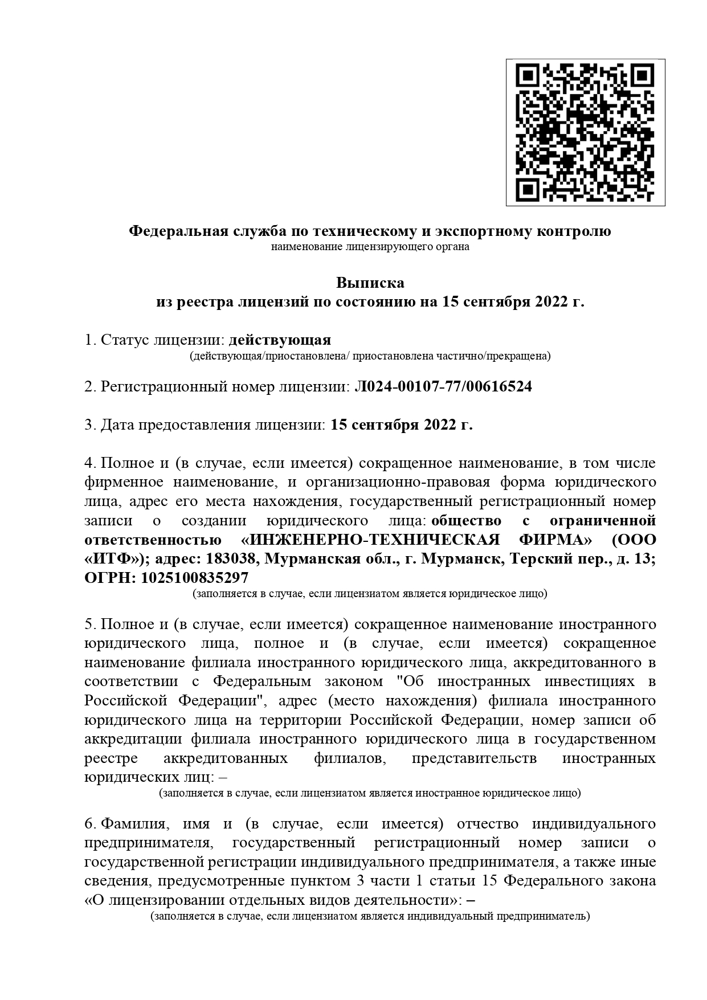 Федеральная служба по техническому и экспортному контролю
наименование лицензирующего органа
Выписка
из реестра лицензий по состоянию на 15 сентября 2022 г.
1. Статус лицензии: действующая
(действующая/приостановлена/ приостановлена частично/прекращена)
2. Регистрационный номер лицензии: Л024-00107-77/00616524
3. Дата предоставления лицензии: 15 сентября 2022 г.
4. Полное и (в случае, если имеется) сокращенное наименование, в том числе
фирменное наименование, и организационно-правовая форма юридического
лица, адрес его места нахождения, государственный регистрационный номер
записи о создании юридического лица: общество с ограниченной
ответственностью «ИНЖЕНЕРНО-ТЕХНИЧЕСКАЯ ФИРМА» (ООО
«ИТФ»); адрес: 183038, Мурманская обл., г. Мурманск, Терский пер., д. 13;
ОГРН: 1025100835297
(заполняется в случае, если лицензиатом является юридическое лицо)
5. Полное и (в случае, если имеется) сокращенное наименование иностранного
юридического лица, полное и (в случае, если имеется) сокращенное
наименование филиала иностранного юридического лица, аккредитованного в
соответствии с Федеральным законом "Об иностранных инвестициях в
Российской Федерации", адрес (место нахождения) филиала иностранного
юридического лица на территории Российской Федерации, номер записи об
аккредитации филиала иностранного юридического лица в государственном
реестре аккредитованных филиалов, представительств иностранных
юридических лиц: –
(заполняется в случае, если лицензиатом является иностранное юридическое лицо)
6. Фамилия, имя и (в случае, если имеется) отчество индивидуального
предпринимателя, государственный регистрационный номер записи о
государственной регистрации индивидуального предпринимателя, а также иные
сведения, предусмотренные пунктом 3 части 1 статьи 15 Федерального закона
«О лицензировании отдельных видов деятельности»: –
(заполняется в случае, если лицензиатом является индивидуальный предприниматель)